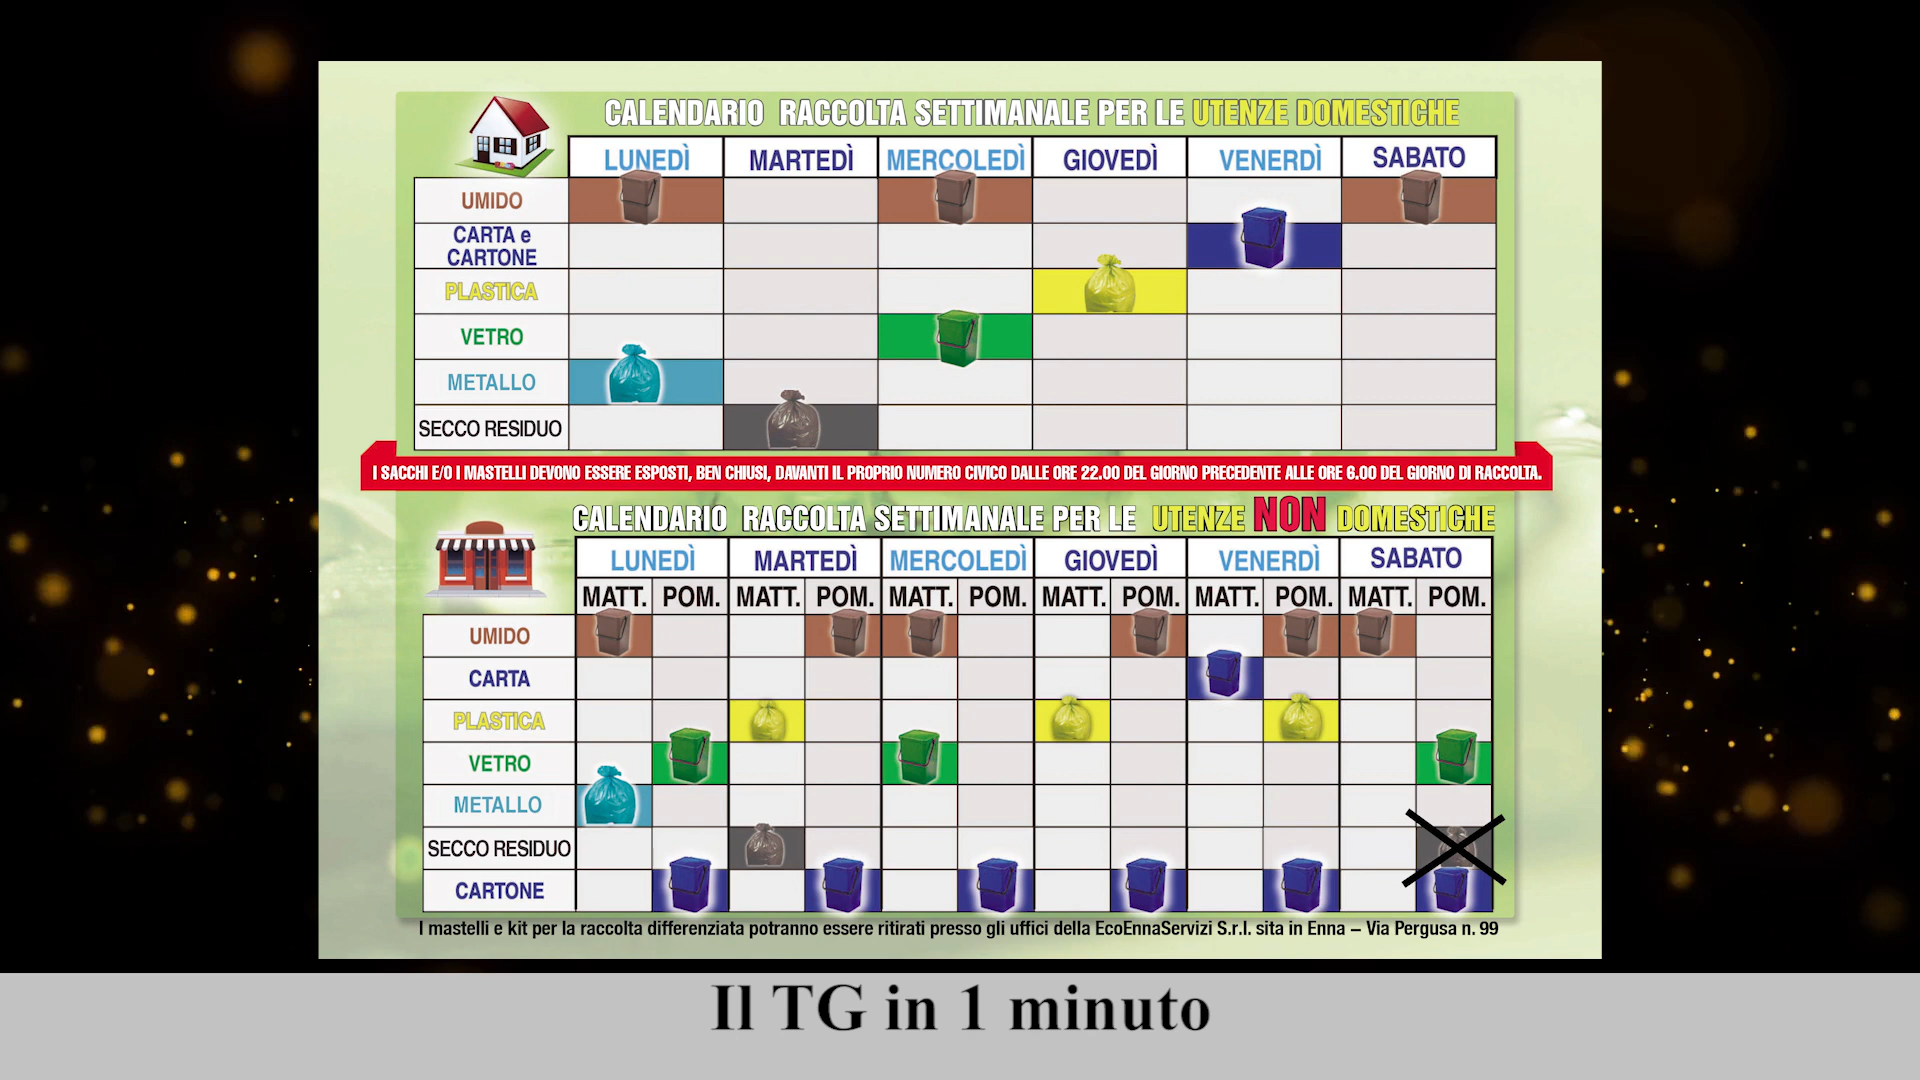 CALENDARIO RACCOLTA SETTIMANALE PER LE UTENZE DOMESTICHE
LUNEDÌ MARTEDÌ MERCOLEDÌ GIOVEDÌ VENERDÌ SABATO
UMIDO
CARTA e
CARTONE
PLASTICA
VETRO
METALLO
SECCO RESIDUO
I SACCHI E/O I MASTELLI DEVONO ESSERE ESPOSTI, BEN CHIUSI, DAVANTI IL PROPRIO NUMERO CIVICO DALLE ORE 22.00 DEL GIORNO PRECEDENTE ALLE ORE 6.00 DEL GIORNO DI RACCOLTA.
CALENDARIO RACCOLTA SETTIMANALE PER LE UTENZE NON DOMESTICHE
LUNEDÌ MARTEDÌ MERCOLEDÌ GIOVEDÌ VENERDÌ SABATO
MATT. POM. MATT. POM. MATT. POM. MATT. POM. MATT. POM. MATT. POM.
UMIDO
CARTA
PLASTICA
VETRO
METALLO
SECCO RESIDUO
CARTONE
I mastelli e kit per la raccolta differenziata potranno essere ritirati presso gli uffici della EcoEnnaServizi S.r.l. sita in Enna – Via Pergusa n. 99
Il TG in 1 minuto